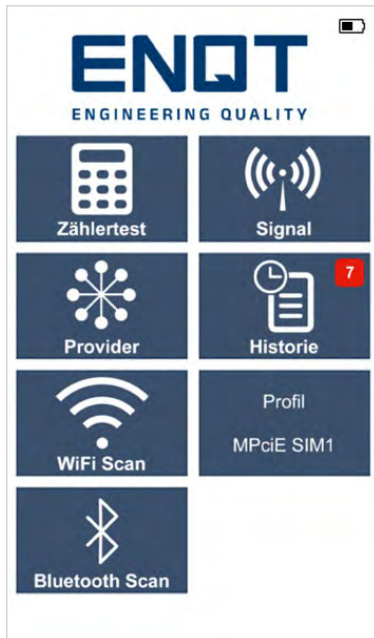 ENQT
ENGINEERING QUALITY
Zählertest
Signal
Provider
7
Historie
WiFi Scan
Profil
MPciE SIM1
Bluetooth Scan